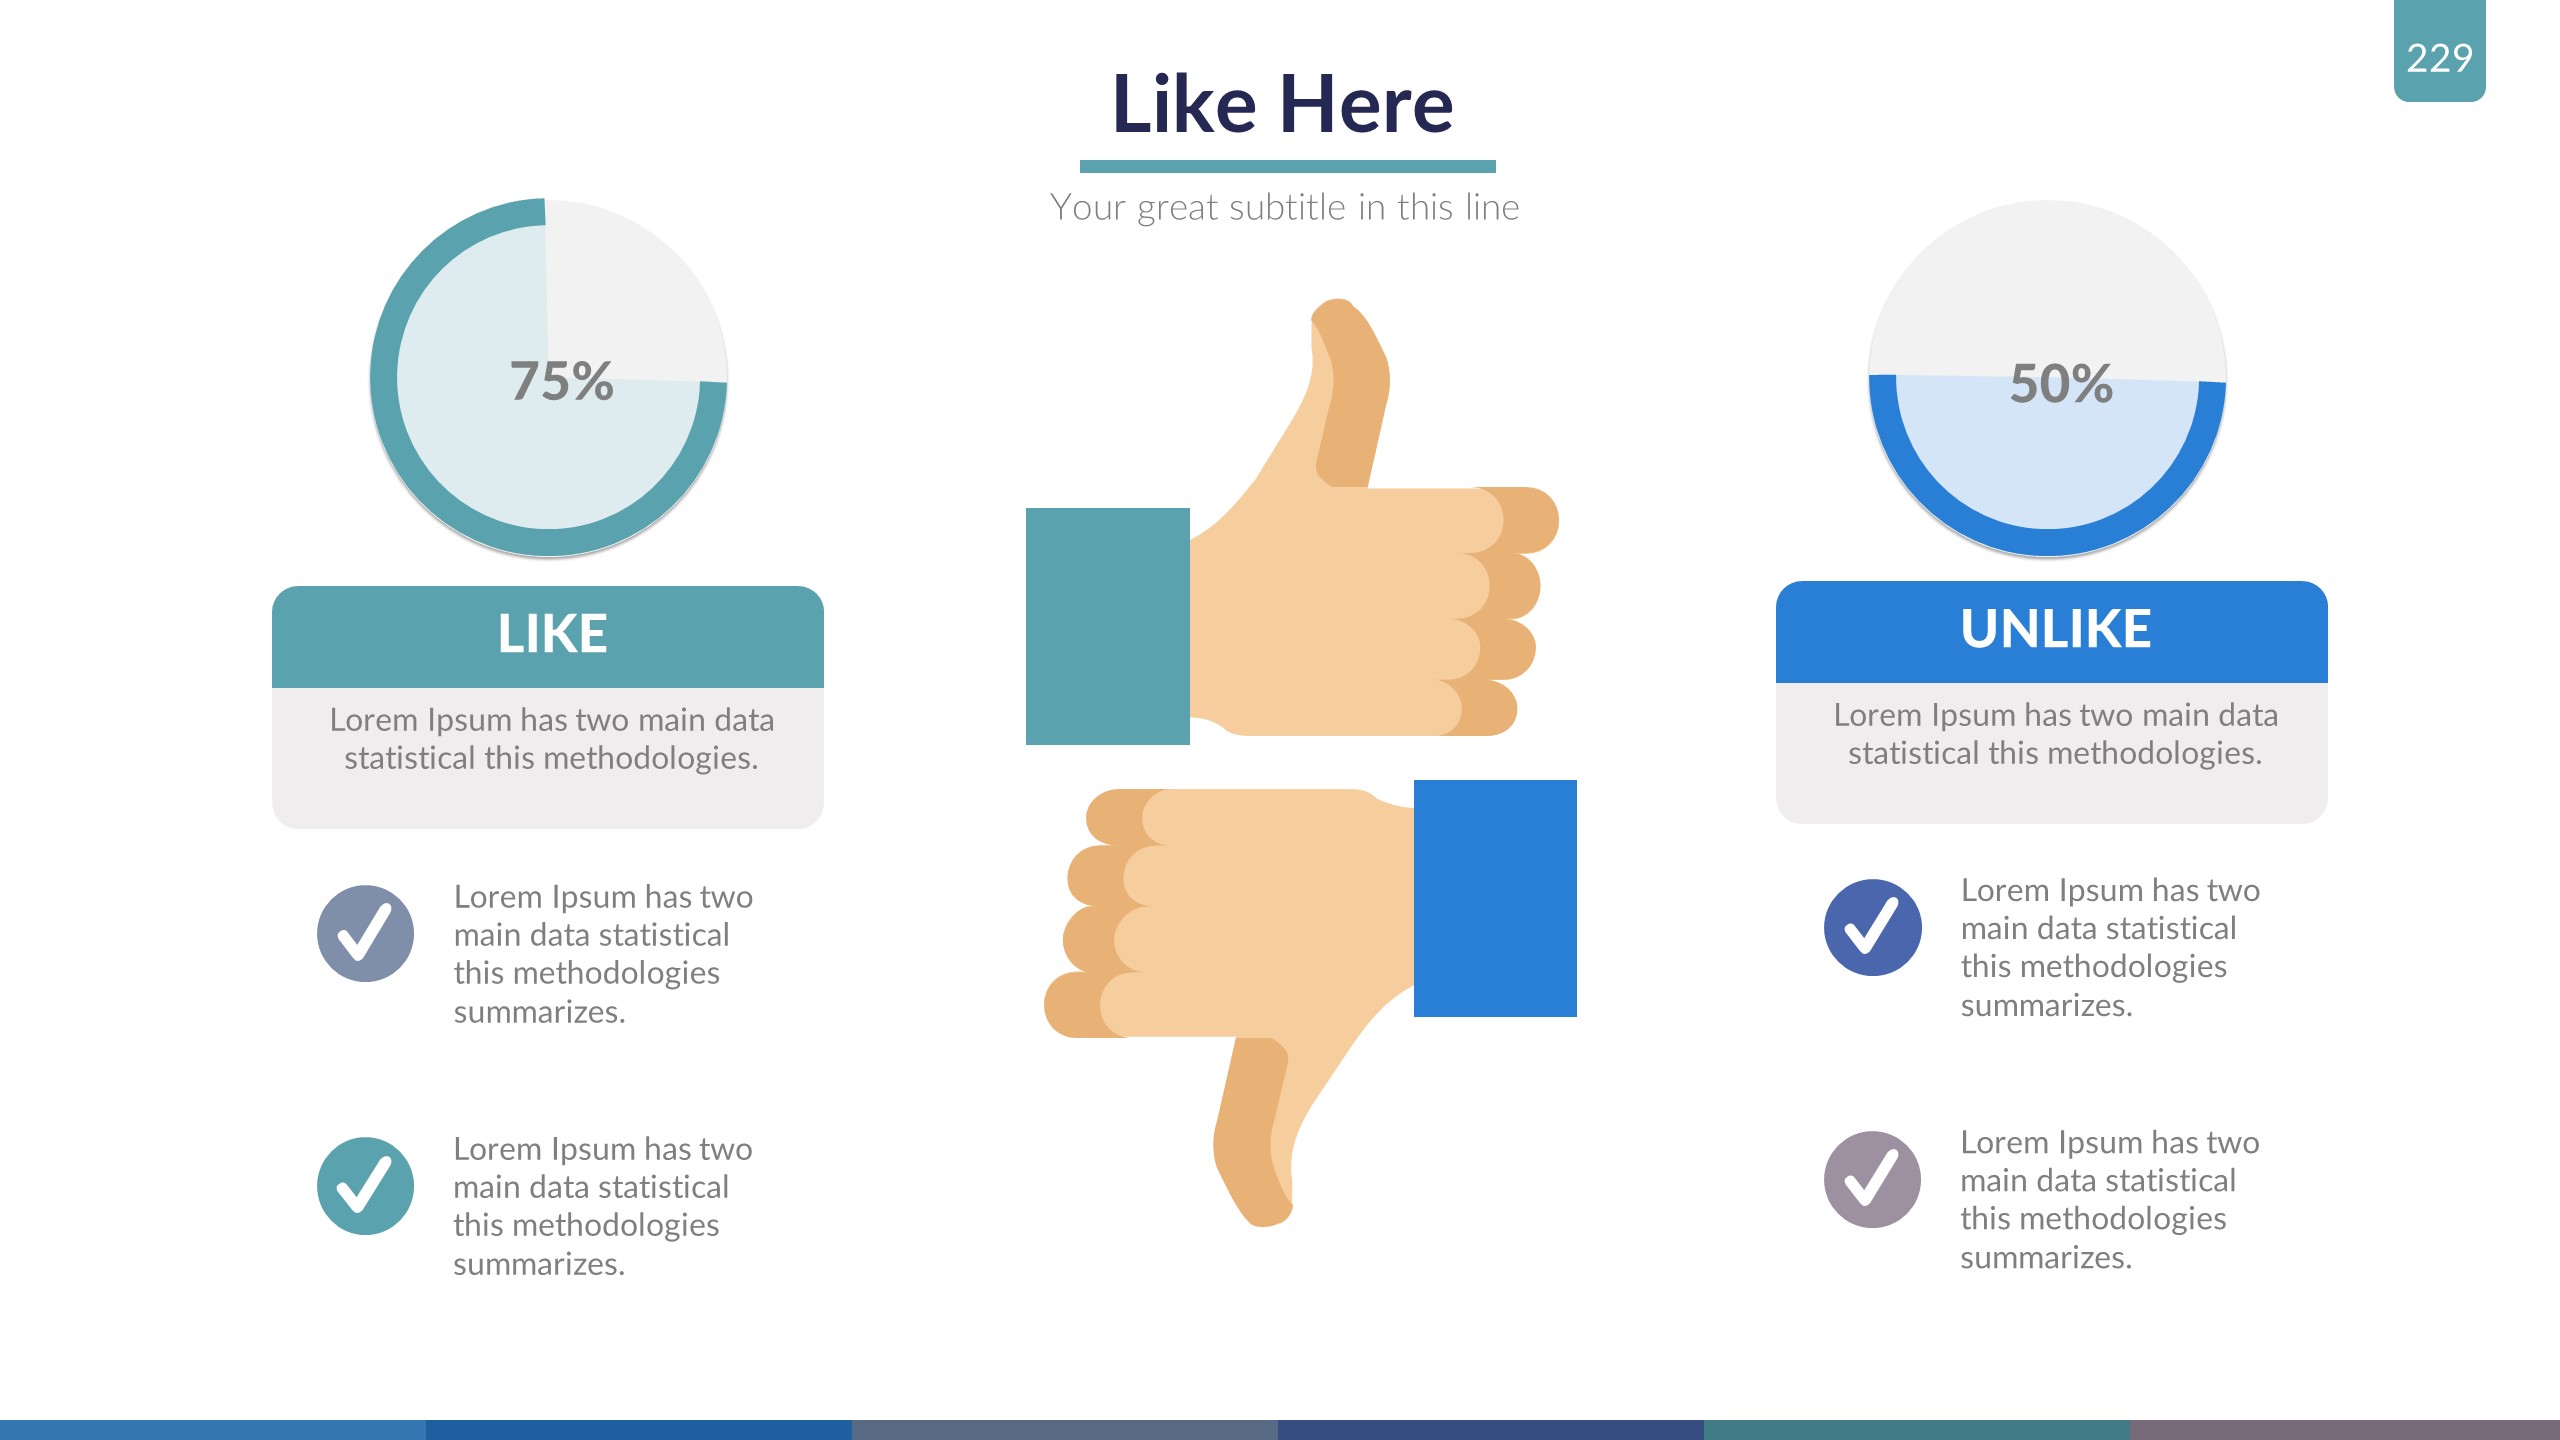 229
Like Here
Your great subtitle in this line
75%
LIKE
Lorem Ipsum has two main data
statistical this methodologies.
Lorem Ipsum has two
main data statistical
this methodologies
summarizes.
Lorem Ipsum has two
main data statistical
this methodologies
summarizes.
50%
UNLIKE
Lorem Ipsum has two main data
statistical this methodologies.
Lorem Ipsum has two
main data statistical
this methodologies
summarizes.
Lorem Ipsum has two
main data statistical
this methodologies
summarizes.